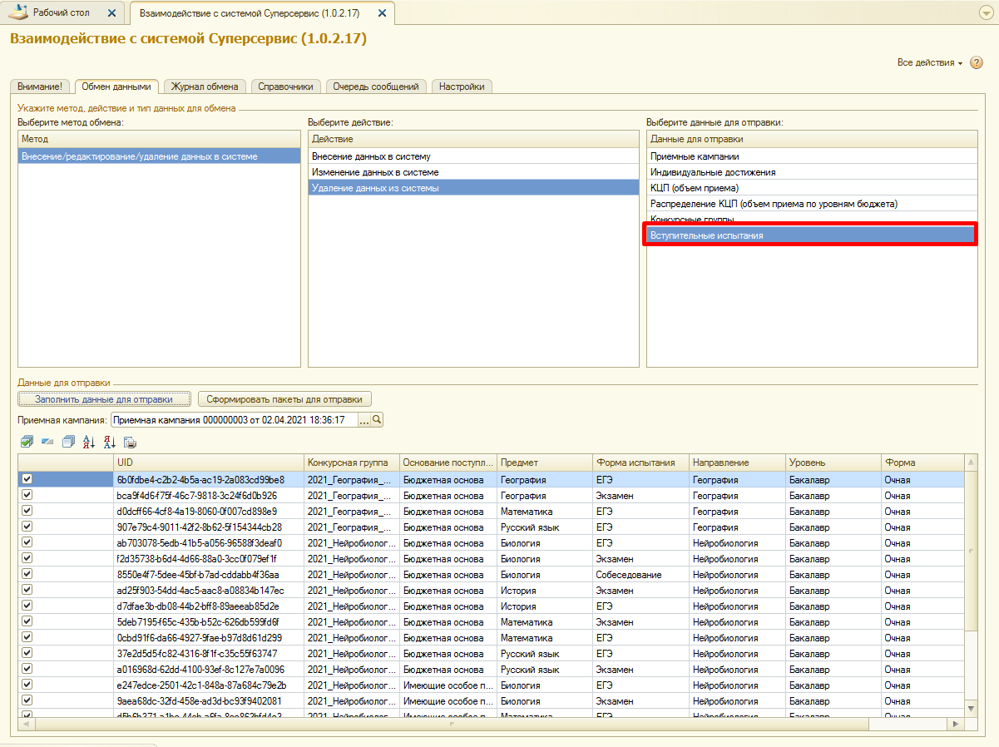 Рабочий стол
Взаимодействие с системой Суперсервис (1.0.2.17)
Взаимодействие с системой Суперсервис (1.0.2.17)
Все действия
?
Внимание! Обмен данными Журнал обмена Справочники Очередь сообщений Настройки
Укажите метод, действие и тип данных для обмена
Выберите метод обмена: Выберите действие: Выберите данные для отправки:
Метод Действие Данные для отправки
Внесение/редактирование/удаление данных в системе Внесение данных в систему Приемные кампании
Изменение данных в системе Индивидуальные достижения
Удаление данных из системы КЦП (объем приема)
Распределение КЦП (объем приема по уровням бюджета)
Конкурсные группы
Вступительные испытания
Данные для отправки
Заполнить данные для отправки Сформировать пакеты для отправки
Приемная кампания: Приемная кампания 000000003 от 02.04.2021 18:36:17 ...
UID Конкурсная группа Основание поступл... Предмет Форма испытания Направление Уровень Форма
6b0fdbe4-c2b2-4b5a-ac19-2a083cd99be8 2021_География_... Бюджетная основа География ЕГЭ География Бакалавр Очная
bca9f4d6-f75f-46c7-9818-3c24f6d0b926 2021_География_... Бюджетная основа География Экзамен География Бакалавр Очная
d0dcff66-4cf8-4a19-8060-0f007cd898e9 2021_География_... Бюджетная основа Математика ЕГЭ География Бакалавр Очная
907e79c4-9011-42f2-8b62-5f154344cb28 2021_География_... Бюджетная основа Русский язык ЕГЭ География Бакалавр Очная
ab703078-5edb-41b5-a056-96588f3deaf0 2021_Нейробиолог... Бюджетная основа Биология ЕГЭ Нейробиология Бакалавр Очная
f2d35738-b6d4-4d66-88a0-3cc0f079ef1f 2021_Нейробиолог... Бюджетная основа Биология Экзамен Нейробиология Бакалавр Очная
8550e4f7-5dee-45bf-b7ad-cddabb4f36aa 2021_Нейробиолог... Бюджетная основа Биология Собеседование Нейробиология Бакалавр Очная
ad25f903-54dd-4ac5-aac8-a08834b147ec 2021_Нейробиолог... Бюджетная основа История Экзамен Нейробиология Бакалавр Очная
d7dfae3b-db08-44b2-bff8-89aeeab85d2e 2021_Нейробиолог... Бюджетная основа История ЕГЭ Нейробиология Бакалавр Очная
5deb7195-f65c-435b-b52c-626db599fd6f 2021_Нейробиолог... Бюджетная основа Математика Экзамен Нейробиология Бакалавр Очная
0cbd91f6-da66-4927-9fae-b97d8d61d299 2021_Нейробиолог... Бюджетная основа Математика ЕГЭ Нейробиология Бакалавр Очная
37e2d5d5-fc82-4316-8f1f-c35c55f63747 2021_Нейробиолог... Бюджетная основа Русский язык ЕГЭ Нейробиология Бакалавр Очная
a016968d-62dd-4100-93ef-8c127e7a0096 2021_Нейробиолог... Бюджетная основа Русский язык Экзамен Нейробиология Бакалавр Очная
e247edce-2501-42c1-848a-87a684c79e2b 2021_Нейробиолог... Имеющие особое п... Биология ЕГЭ Нейробиология Бакалавр Очная
9aea68dc-32fd-458e-ad3d-bc93f9402081 2021_Нейробиолог... Имеющие особое п... Биология Экзамен Нейробиология Бакалавр Очная
2021_Нейробиолог... Имеющие особое п... Математика ЕГЭ Нейробиология Бакалавр Очная